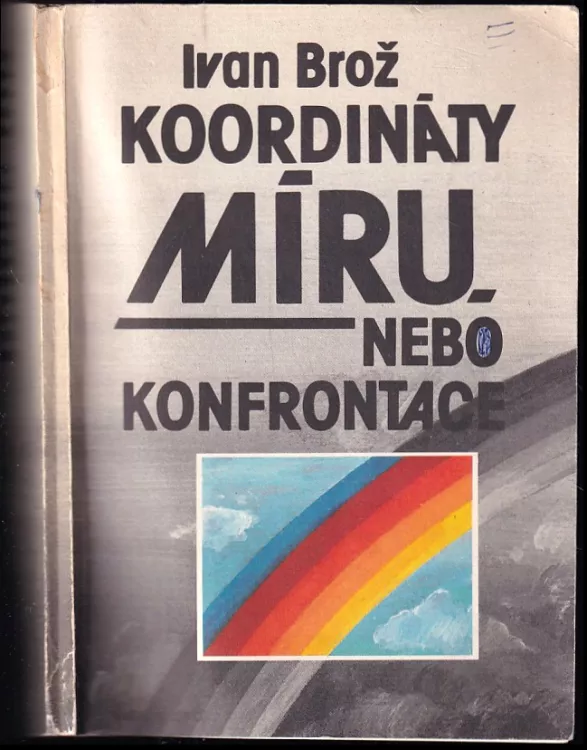 Ivan Brož
KOORDINÁTY
MÍRU
NEBO
KONFRONTACE